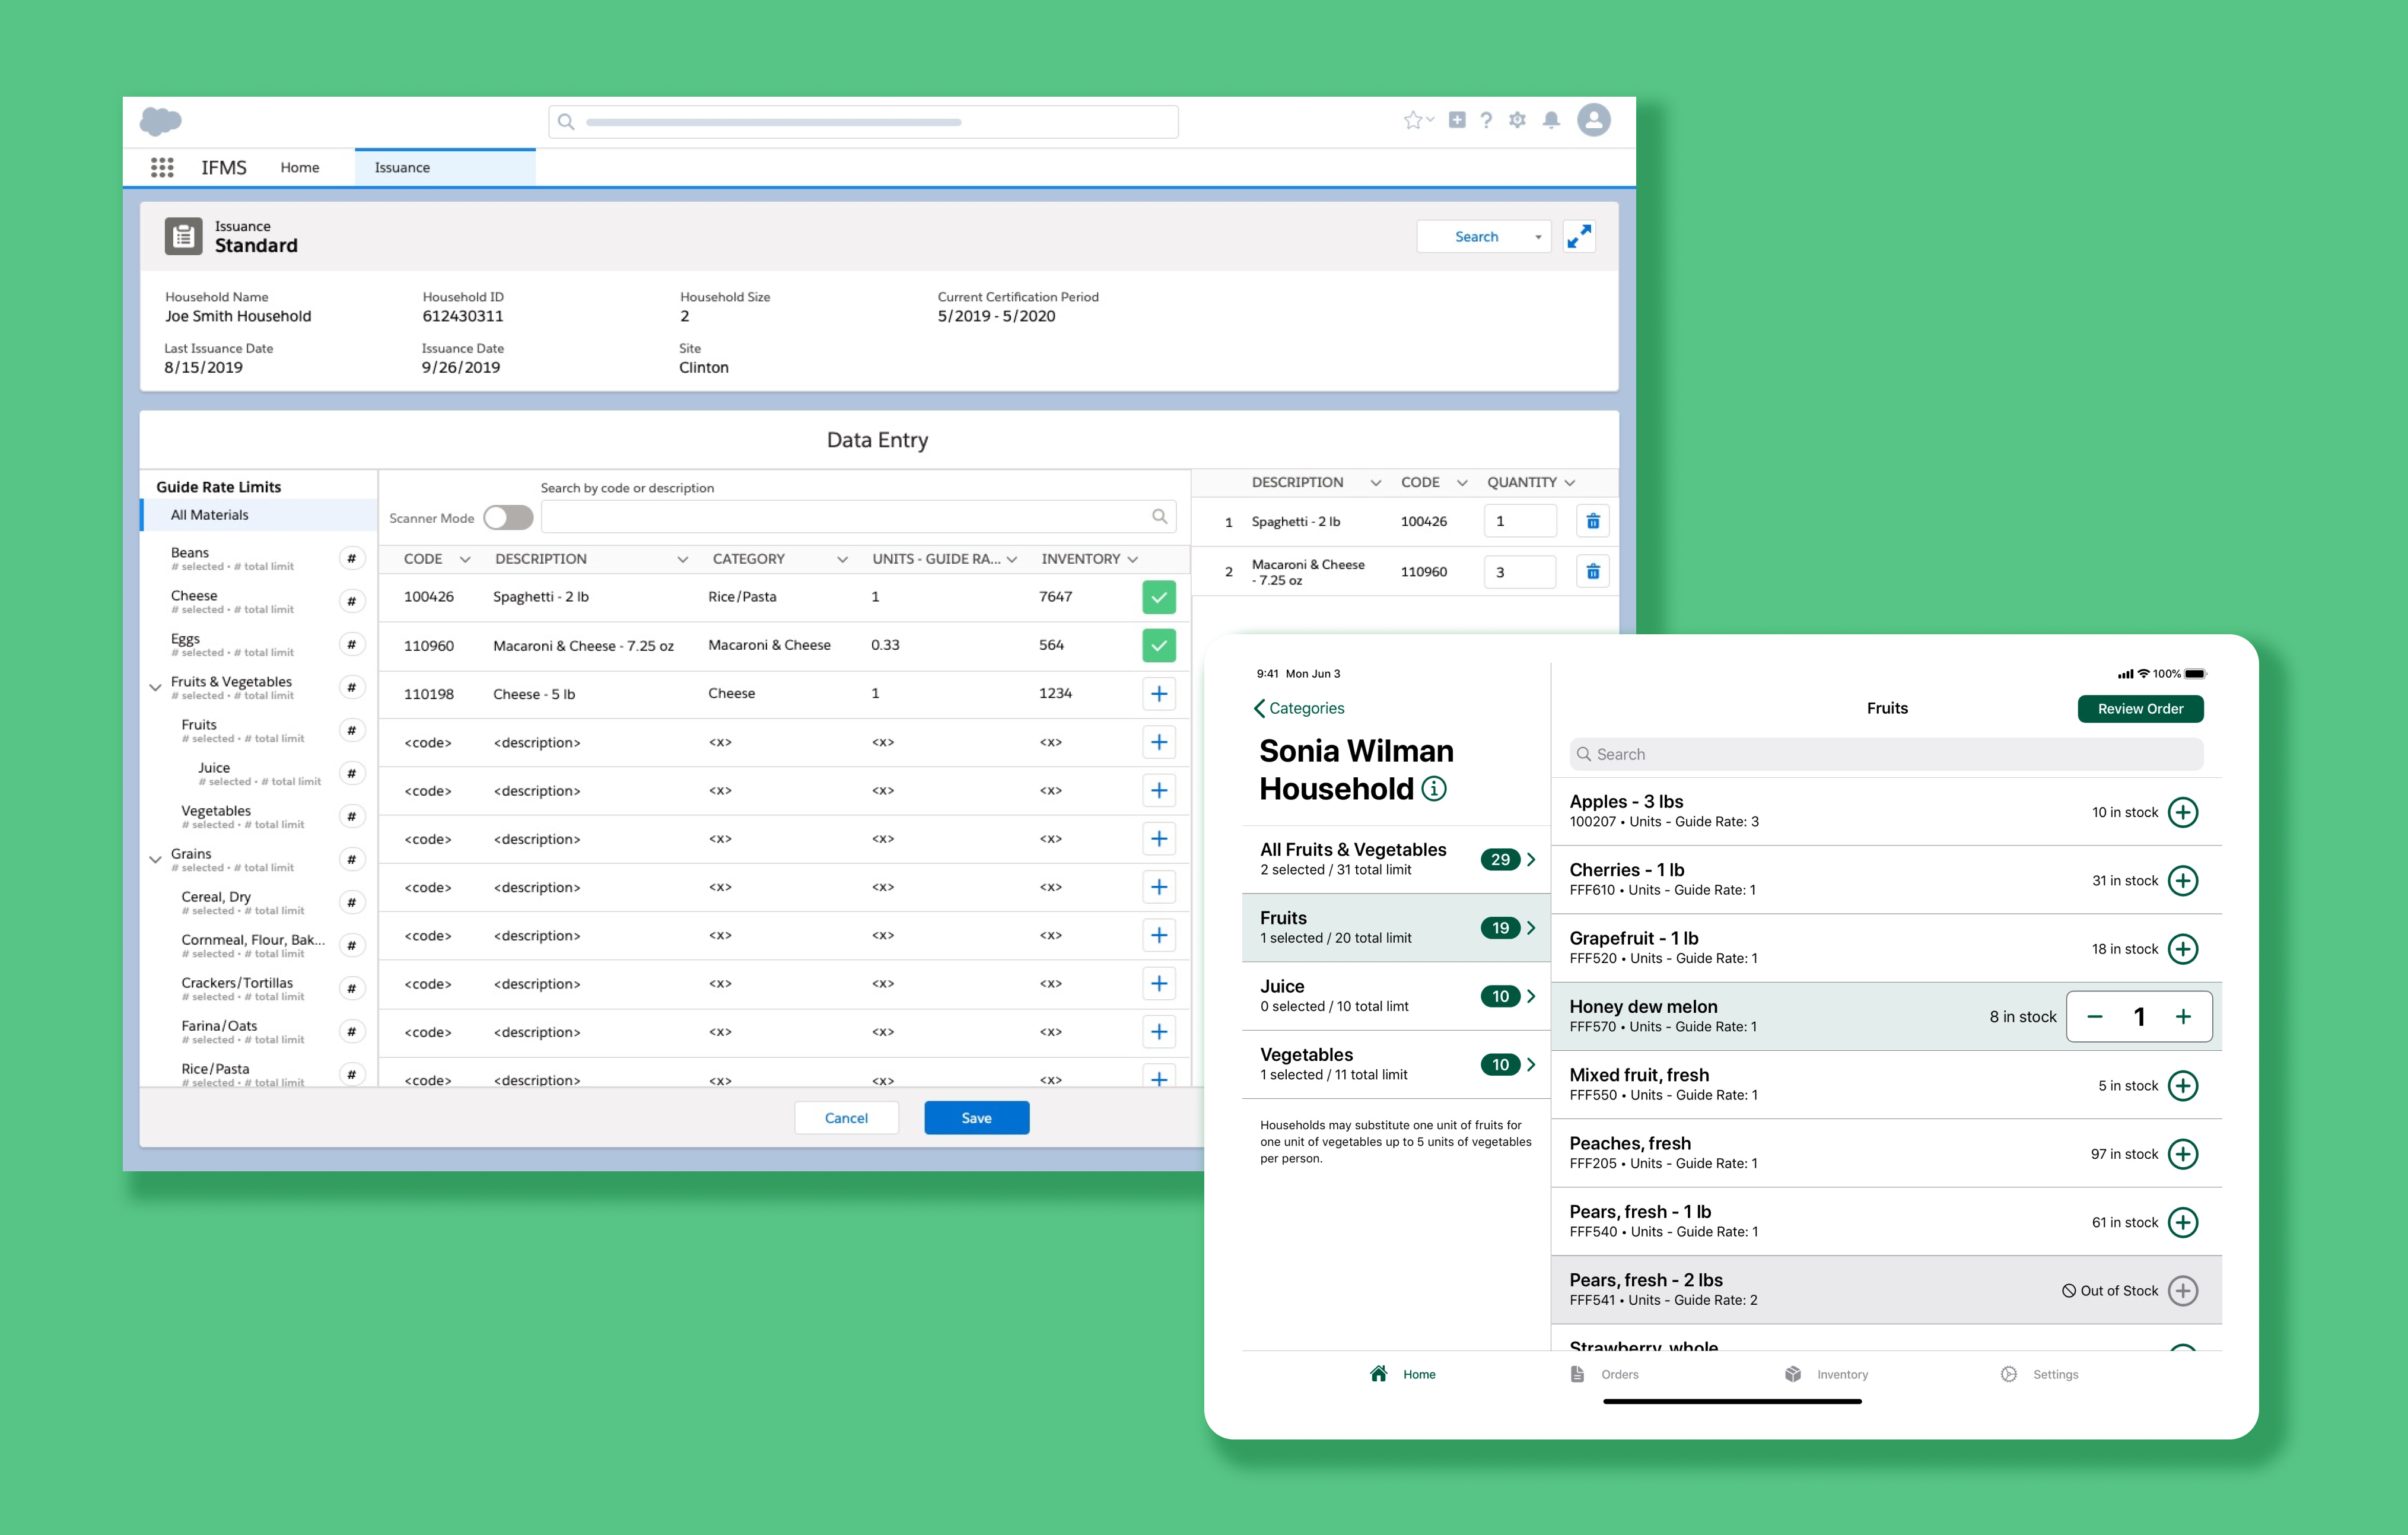 IFMS Home Issuance
Issuance
Standard
Search
Household Name Household ID Household Size Current Certification Period
Joe Smith Household 612430311 2 5/2019 - 5/2020
Last Issuance Date Issuance Date Site
8/15/2019 9/26/2019 Clinton
Data Entry
Guide Rate Limits
All Materials
Beans
# selected • # total limit
#
Cheese
# selected • # total limit
#
Eggs
# selected • # total limit
#
Fruits & Vegetables
# selected • # total limit
#
Fruits
# selected • # total limit
#
Juice
# selected • # total limit
#
Vegetables
# selected • # total limit
#
Grains
# selected • # total limit
#
Cereal, Dry
# selected • # total limit
#
Cornmeal, Flour, Bak...
# selected • # total limit
#
Crackers/Tortillas
# selected • # total limit
#
Farina/Oats
# selected • # total limit
#
Rice/Pasta
# selected • # total limit
#
Search by code or description
Scanner Mode
CODE DESCRIPTION CATEGORY UNITS - GUIDE RA... INVENTORY
100426 Spaghetti - 2 lb Rice/Pasta 1 7647
110960 Macaroni & Cheese - 7.25 oz Macaroni & Cheese 0.33 564
110198 Cheese - 5 lb Cheese 1 1234
<code> <description> <x> <x> <x>
<code> <description> <x> <x> <x>
<code> <description> <x> <x> <x>
<code> <description> <x> <x> <x>
<code> <description> <x> <x> <x>
<code> <description> <x> <x> <x>
<code> <description> <x> <x> <x>
<code> <description> <x> <x> <x>
DESCRIPTION CODE QUANTITY
1 Spaghetti - 2 lb 100426 1
2 Macaroni & Cheese
- 7.25 oz 110960 3
Cancel Save
9:41 Mon Jun 3
100%
Categories
Sonia Wilman
Household
All Fruits & Vegetables
2 selected / 31 total limit
29
Fruits
1 selected / 20 total limit
19
Juice
0 selected / 10 total limt
10
Vegetables
1 selected / 11 total limit
10
Households may substitute one unit of fruits for
one unit of vegetables up to 5 units of vegetables
per person.
Fruits
Review Order
Search
Apples - 3 lbs
100207 • Units - Guide Rate: 3
10 in stock
Cherries - 1 lb
FFF610 • Units - Guide Rate: 1
31 in stock
Grapefruit - 1 lb
FFF520 • Units - Guide Rate: 1
18 in stock
Honey dew melon
FFF570 • Units - Guide Rate: 1
8 in stock
1
Mixed fruit, fresh
FFF550 • Units - Guide Rate: 1
5 in stock
Peaches, fresh
FFF205 • Units - Guide Rate: 1
97 in stock
Pears, fresh - 1 lb
FFF540 • Units - Guide Rate: 1
61 in stock
Pears, fresh - 2 lbs
FFF541 • Units - Guide Rate: 2
Out of Stock
Strawberry, whole
Home Orders Inventory Settings